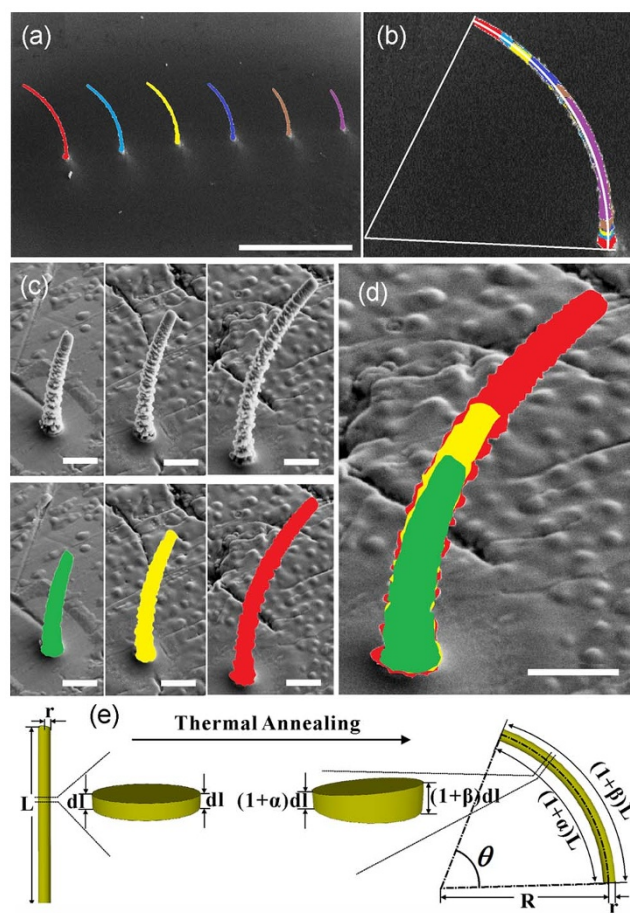 (a)
(b)
(c)
(d)
(e)
Thermal Annealing
r
L
dl
dl
(1+α)dl
(1+β)dl
(1+β)L
(1+α)L
θ
R
r